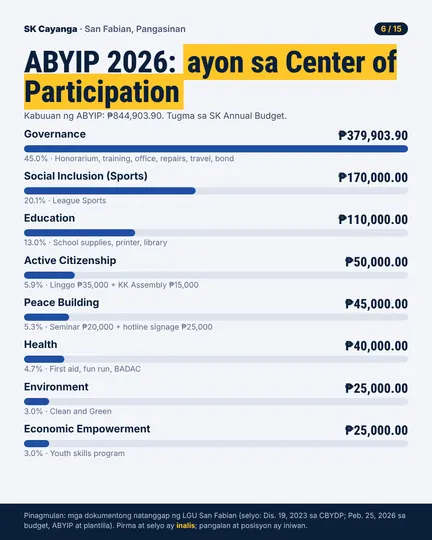 SK Cayanga · San Fabian, Pangasinan
6 / 15
ABYIP 2026: ayon sa Center of
Participation
Kabuuan ng ABYIP: ₱844,903.90. Tugma sa SK Annual Budget.
Governance ₱379,903.90
45.0% · Honorarium, training, office, repairs, travel, bond
Social Inclusion (Sports) ₱170,000.00
20.1% · League Sports
Education ₱110,000.00
13.0% · School supplies, printer, library
Active Citizenship ₱50,000.00
5.9% · Linggo ₱35,000 + KK Assembly ₱15,000
Peace Building ₱45,000.00
5.3% · Seminar ₱20,000 + hotline signage ₱25,000
Health ₱40,000.00
4.7% · First aid, fun run, BADAC
Environment ₱25,000.00
3.0% · Clean and Green
Economic Empowerment ₱25,000.00
3.0% · Youth skills program
Pinagmulan: mga dokumentong natanggap ng LGU San Fabian (selyo: Dis. 19, 2023 sa CBYDP; Peb. 25, 2026 sa
budget, ABYIP at plantilla). Pirma at selyo ay inalis; pangalan at posisyon ay iniwan.